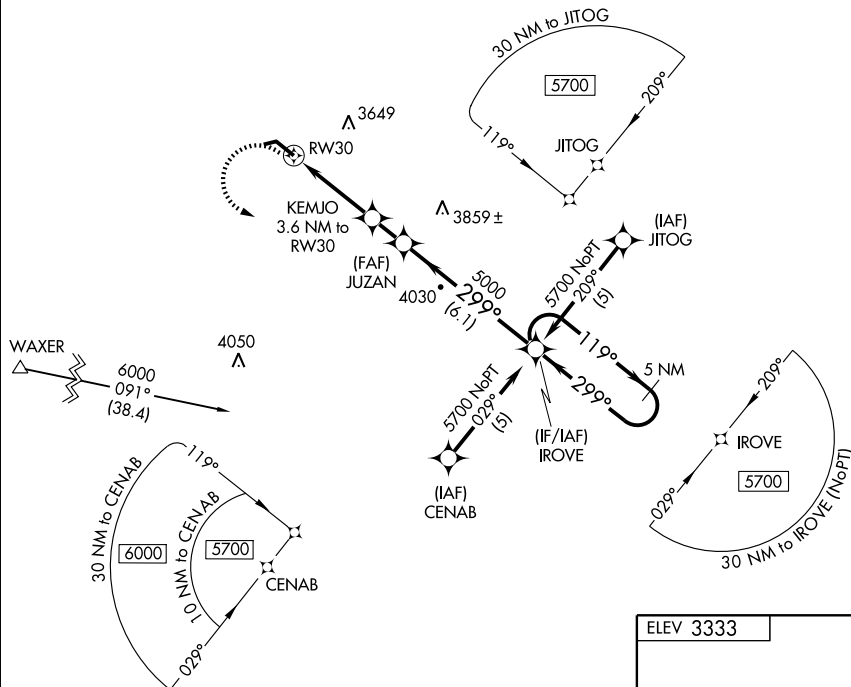 30 NM to JITOG
5700
209°
119°
JITOG
3649
RW30
KEMJO
3.6 NM to
RW30
3859 ±
(FAF)
JUZAN
(IAF)
JITOG
5700 NoPT
209°
(5)
5000
299°
(6.1)
4030
WAXER
6000
091°
(38.4)
4050
119°
5 NM
299°
5700 NoPT
029°
(5)
(IF/IAF)
IROVE
(IAF)
CENAB
209°
IROVE
5700
029°
30 NM to IROVE (NoPT)
119°
30 NM to CENAB
6000
10 NM to CENAB
5700
CENAB
029°
ELEV 3333